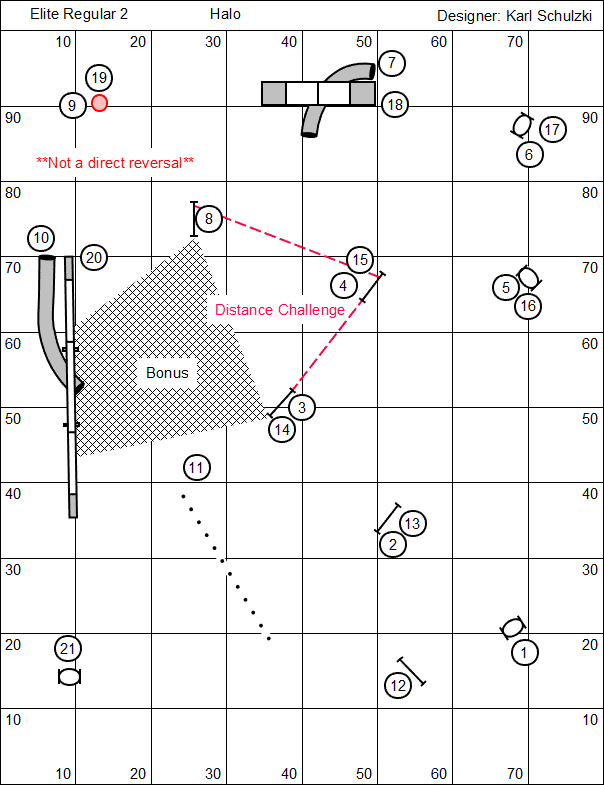 Elite Regular 2 Halo Designer: Karl Schulzki
10 20 30 40 50 60 70
19 7
9 18
90 17 90
6
**Not a direct reversal**
80 80
8
10 20 15
70 4 5 70
16
Distance Challenge
60 60
Bonus
3
50 14 50
11
40 40
13
2
30 30
20 21 1 20
12
10 10
10 20 30 40 50 60 70